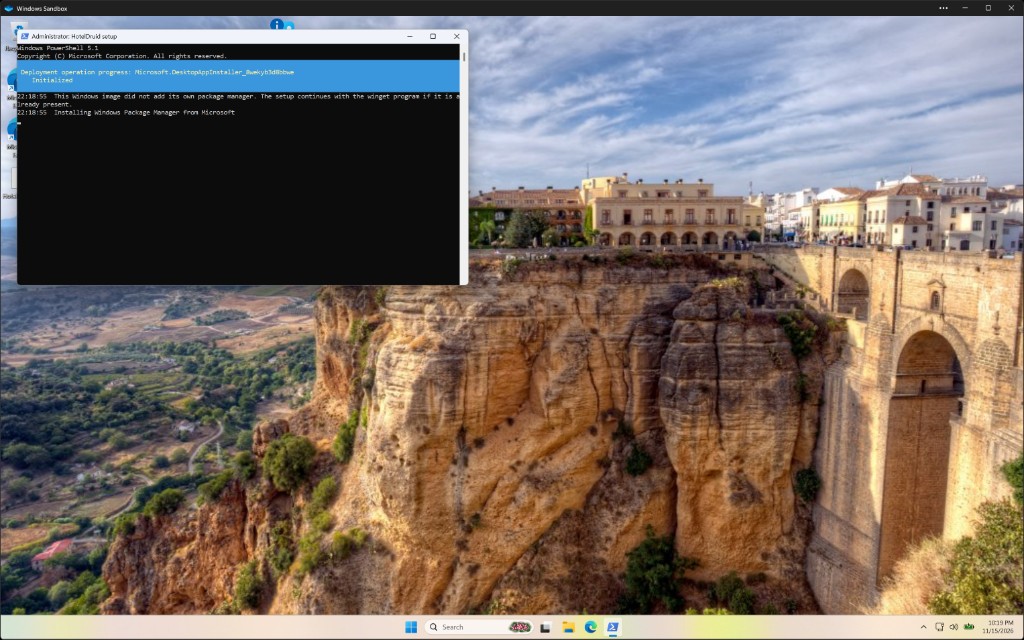 Windows Sandbox
Administrator: HotelDruid setup
Windows PowerShell 5.1
Copyright (C) Microsoft Corporation. All rights reserved.
Deployment operation progress: Microsoft.DesktopAppInstaller_8wekyb3d8bbwe
Initialized
22:18:55 This Windows image did not add its own package manager. The setup continues with the winget program if it is a
lready present.
22:18:55 Installing Windows Package Manager from Microsoft
Search
10:19 PM
11/15/2026